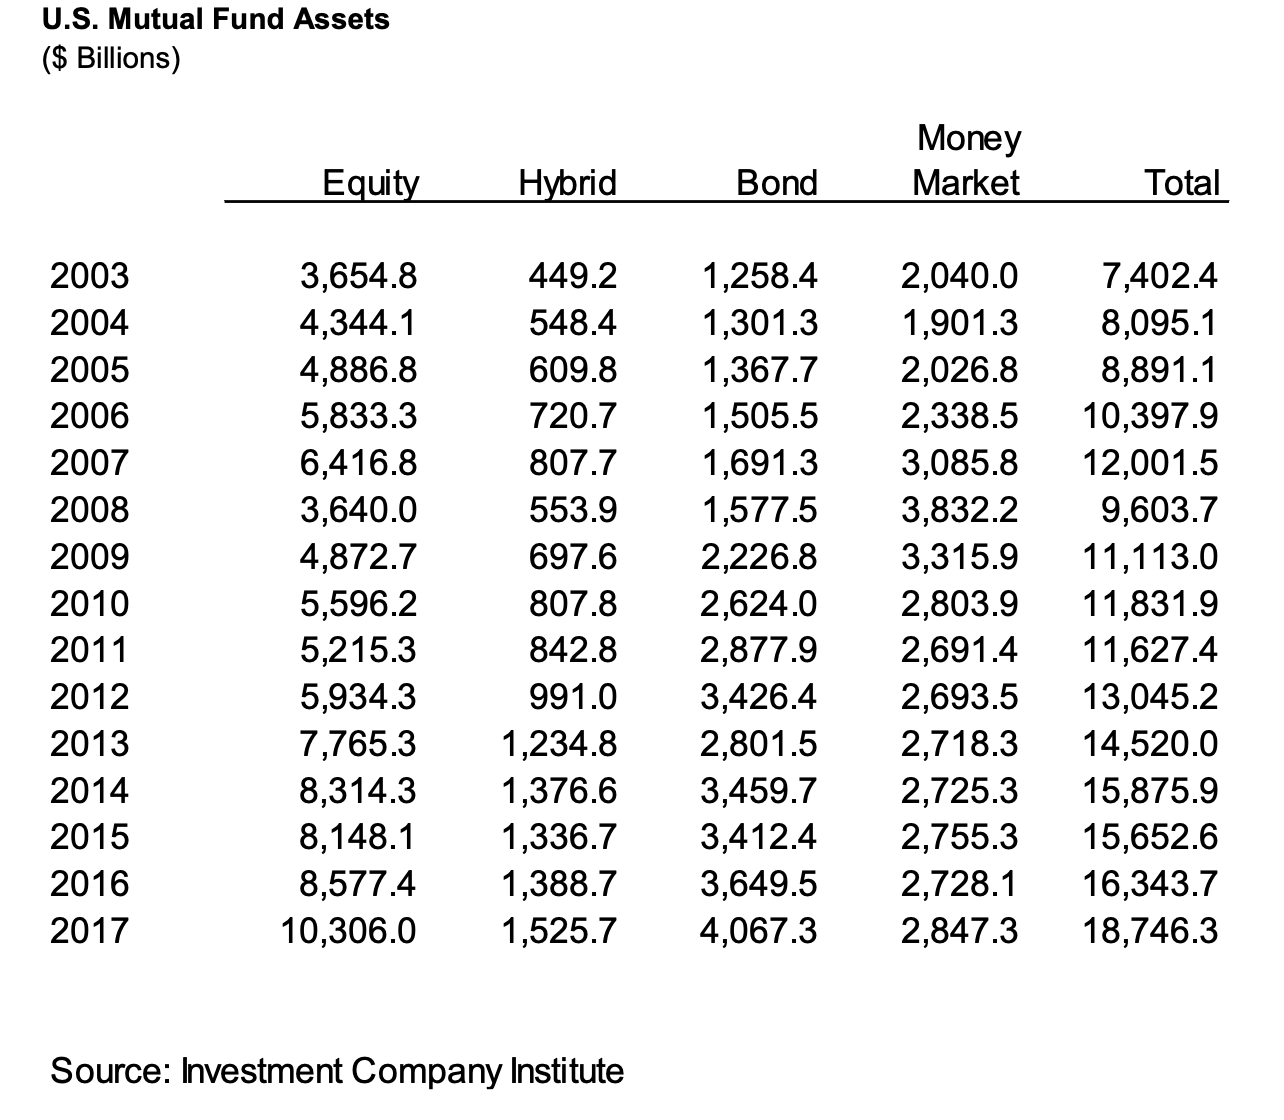 U.S. Mutual Fund Assets
($ Billions)
Money
Equity Hybrid Bond Market Total
2003 3,654.8 449.2 1,258.4 2,040.0 7,402.4
2004 4,344.1 548.4 1,301.3 1,901.3 8,095.1
2005 4,886.8 609.8 1,367.7 2,026.8 8,891.1
2006 5,833.3 720.7 1,505.5 2,338.5 10,397.9
2007 6,416.8 807.7 1,691.3 3,085.8 12,001.5
2008 3,640.0 553.9 1,577.5 3,832.2 9,603.7
2009 4,872.7 697.6 2,226.8 3,315.9 11,113.0
2010 5,596.2 807.8 2,624.0 2,803.9 11,831.9
2011 5,215.3 842.8 2,877.9 2,691.4 11,627.4
2012 5,934.3 991.0 3,426.4 2,693.5 13,045.2
2013 7,765.3 1,234.8 2,801.5 2,718.3 14,520.0
2014 8,314.3 1,376.6 3,459.7 2,725.3 15,875.9
2015 8,148.1 1,336.7 3,412.4 2,755.3 15,652.6
2016 8,577.4 1,388.7 3,649.5 2,728.1 16,343.7
2017 10,306.0 1,525.7 4,067.3 2,847.3 18,746.3
Source: Investment Company Institute